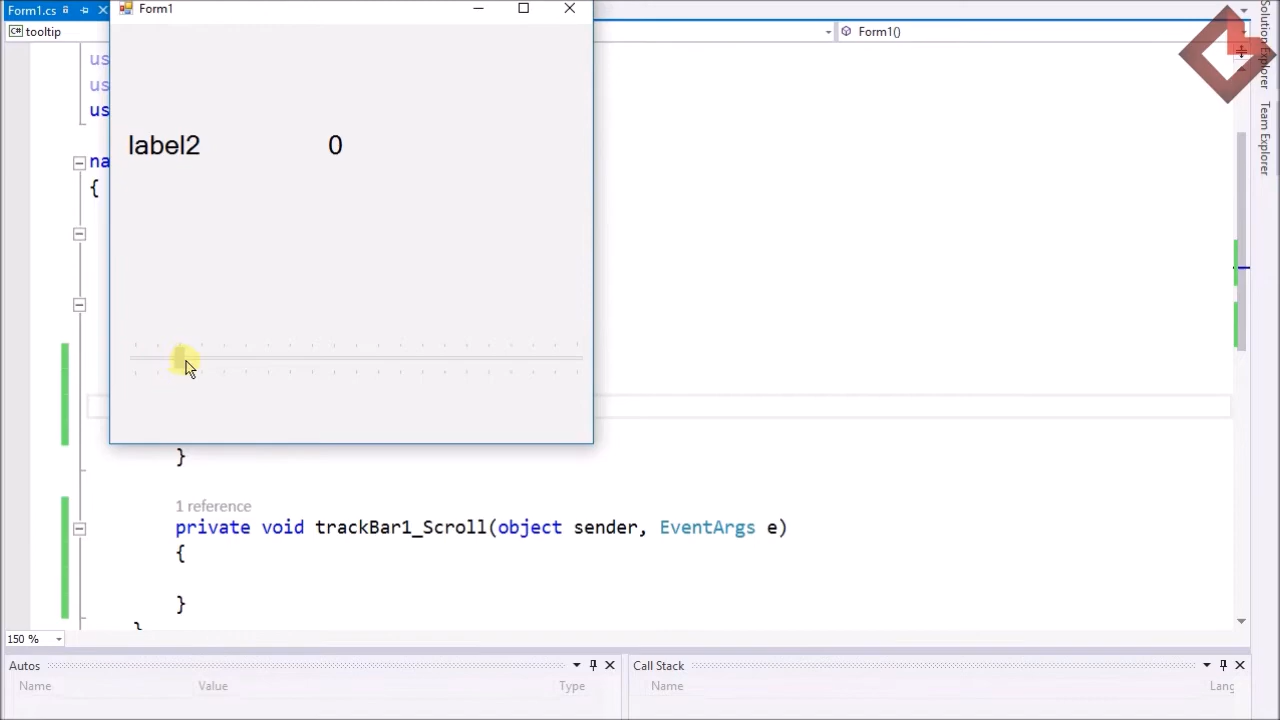 Form1.cs
Form1
tooltip
Form1()
Solution Explorer
Team Explorer
us
us
us
label2 0
na
{
}
1 reference
private void trackBar1_Scroll(object sender, EventArgs e)
{
}
150 %
Autos
Call Stack
Name Value Type
Name Lang